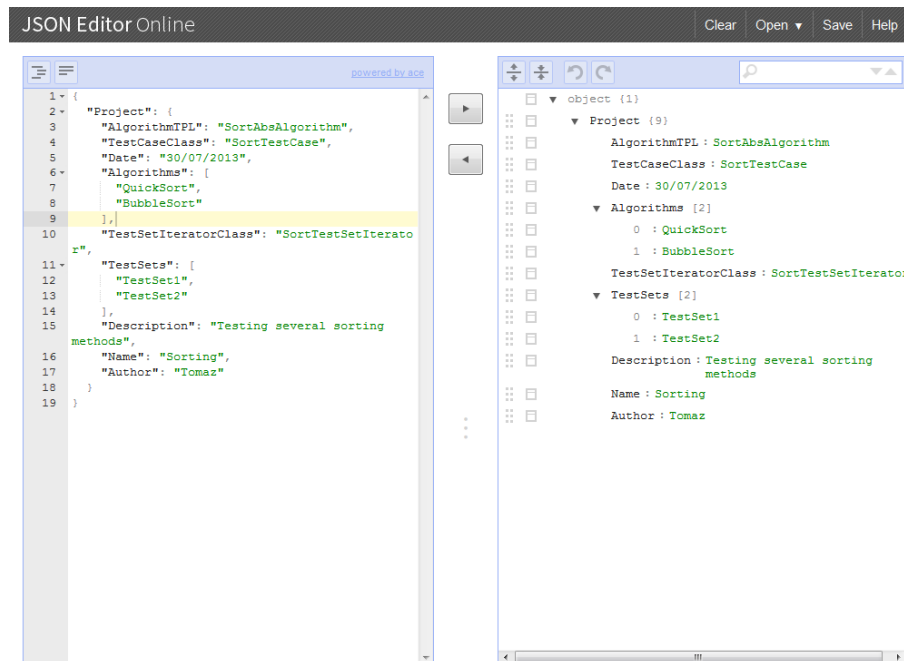 JSON Editor Online
Clear Open ▾ Save Help
powered by ace
1 {
2 "Project": {
3 "AlgorithmTPL": "SortAbsAlgorithm",
4 "TestCaseClass": "SortTestCase",
5 "Date": "30/07/2013",
6 "Algorithms": [
7 "QuickSort",
8 "BubbleSort"
9 ],
10 "TestSetIteratorClass": "SortTestSetIterato
r",
11 "TestSets": [
12 "TestSet1",
13 "TestSet2"
14 ],
15 "Description": "Testing several sorting
methods",
16 "Name": "Sorting",
17 "Author": "Tomaz"
18 }
19 }
object {1}
Project {9}
AlgorithmTPL : SortAbsAlgorithm
TestCaseClass : SortTestCase
Date : 30/07/2013
Algorithms [2]
0 : QuickSort
1 : BubbleSort
TestSetIteratorClass : SortTestSetIterator
TestSets [2]
0 : TestSet1
1 : TestSet2
Description : Testing several sorting
methods
Name : Sorting
Author : Tomaz